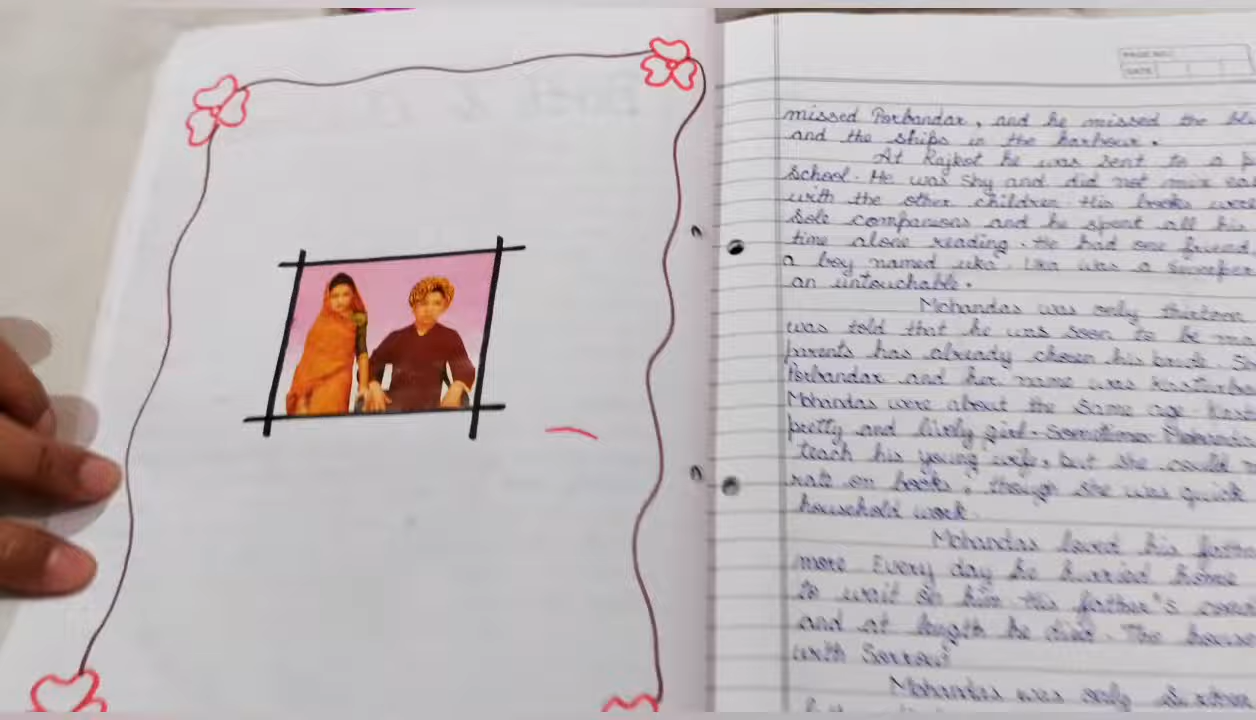 PAGE NO.
DATE
missed Porbandar, and he missed the
and the ships in the harbour.
At Rajkot he was sent to a
School. He was shy and did not mix
with the other children His books were
Sole companions and he spent all his
time alone reading. He had one friend,
a boy named Uka. Uka was a Sweeper
an untouchable.
Mohandas was only thirteen
was told that he was soon to be
parents has already chosen his bride.
Porbandar and her name was
Mohandas were about the same age.
pretty and lively girl. Sometimes
teach his young wife, but she could
on books, though she was quick
household work.
Mohandas loved his
more. Every day he hurried home
to wait on him His father's
and at length he died. The house
with Sorrow
Mohandas was only